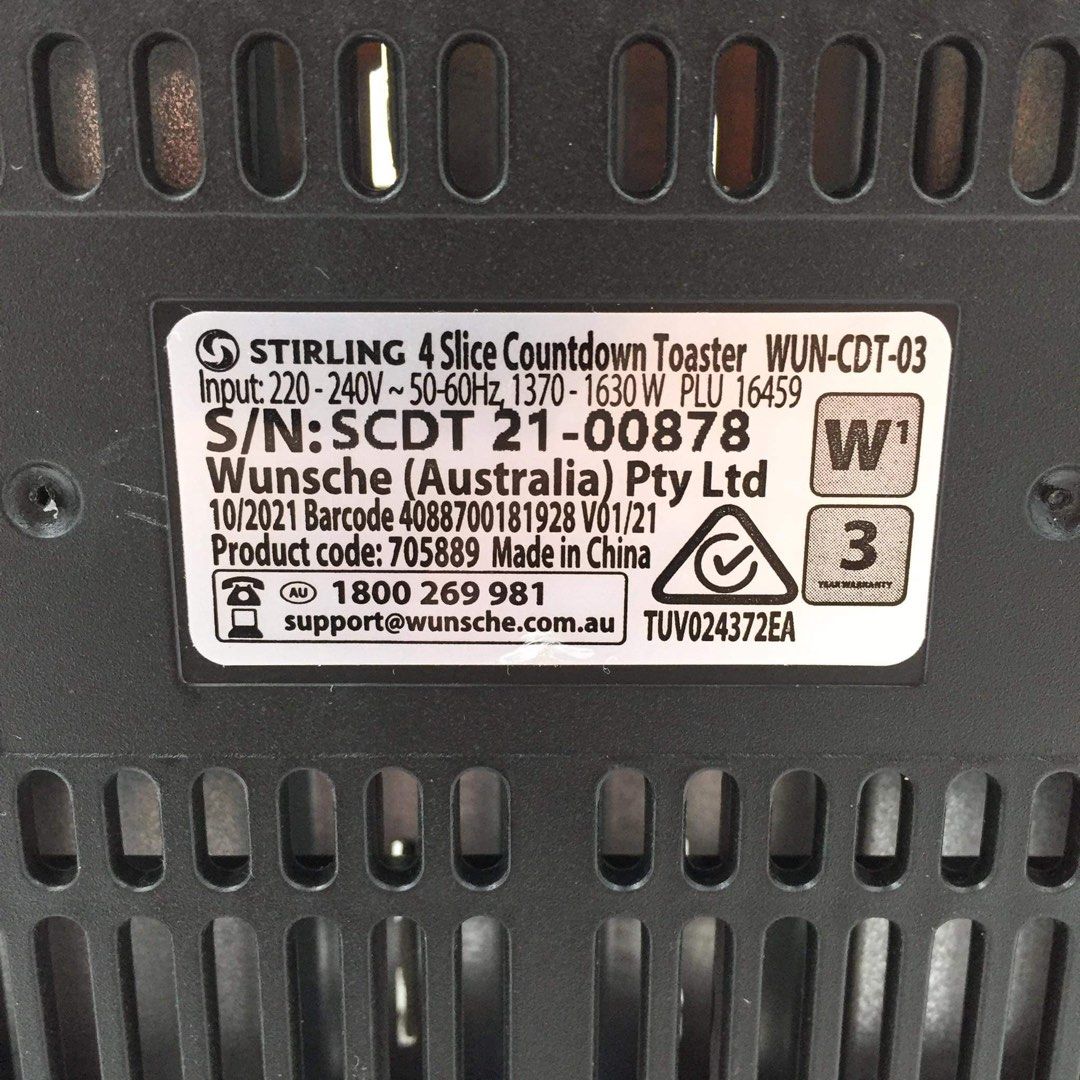 STIRLING 4 Slice Countdown Toaster WUN-CDT-03
Input: 220 - 240V ~ 50-60Hz, 1370 - 1630 W PLU 16459
S/N: SCDT 21-00878
W1
Wunsche (Australia) Pty Ltd
10/2021 Barcode 4088700181928 V01/21
Product code: 705889 Made in China
3
YEAR WARRANTY
AU 1800 269 981
support@wunsche.com.au
TUV024372EA